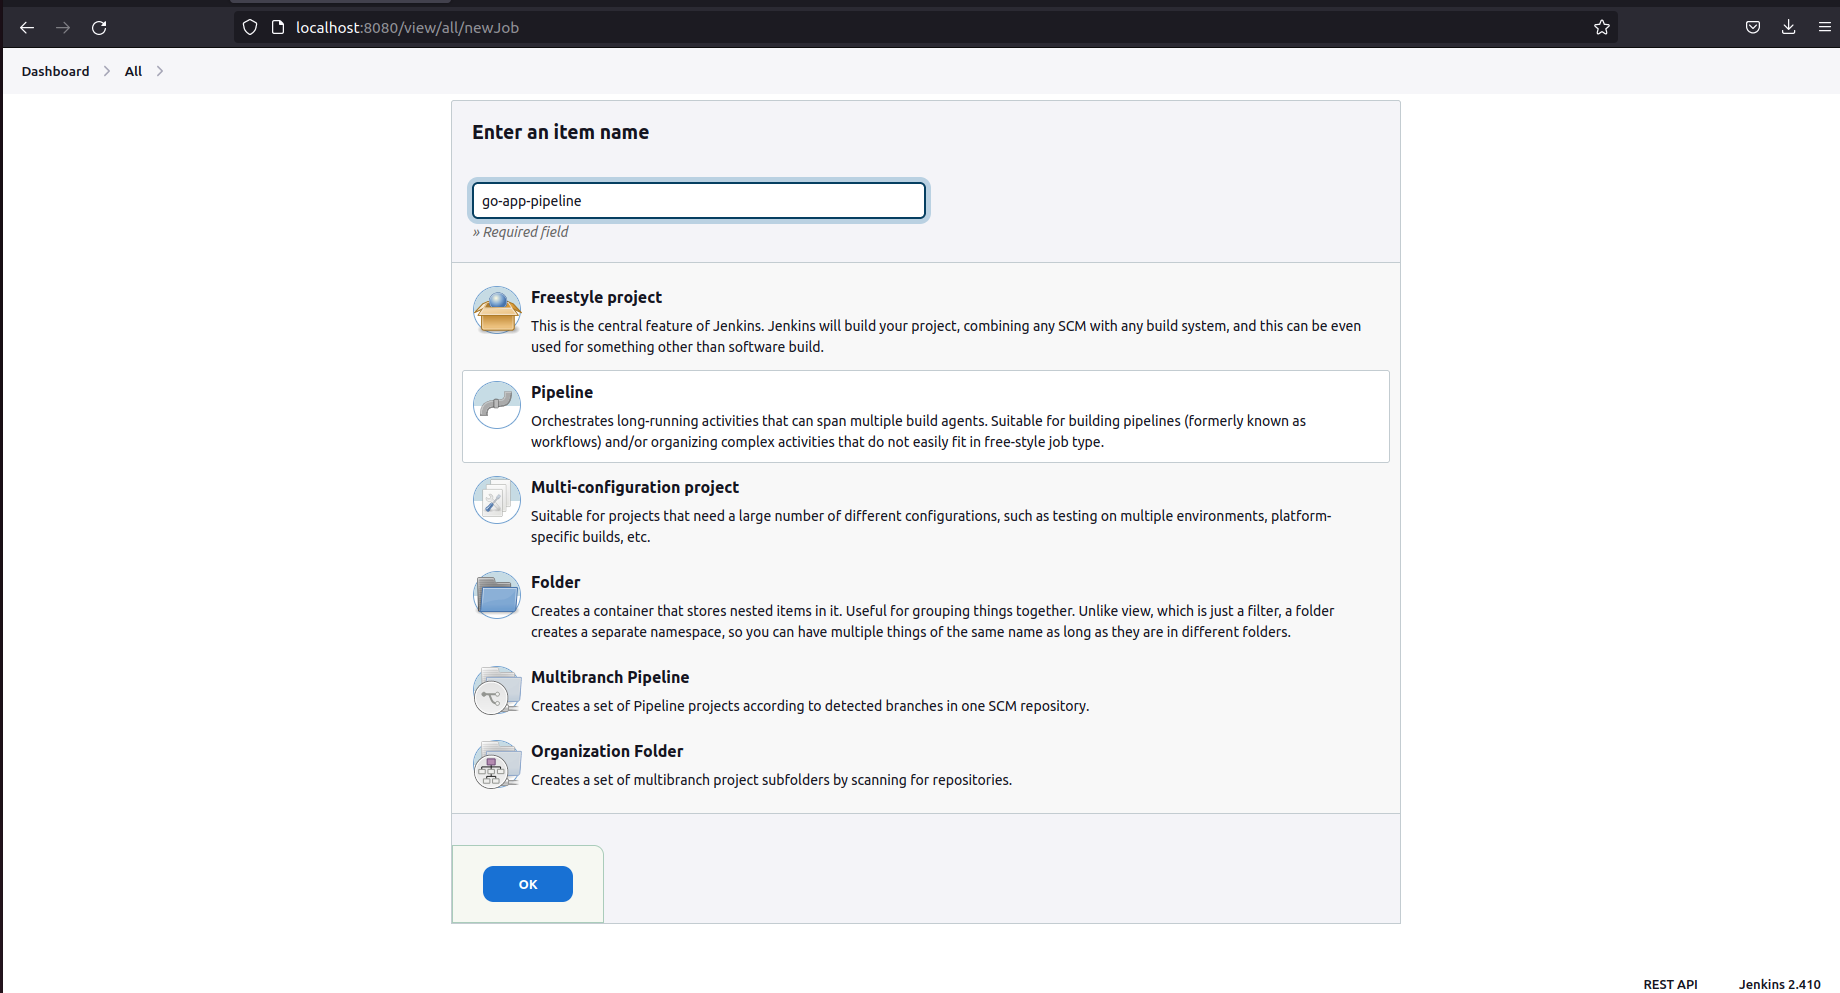 localhost:8080/view/all/newJob
Dashboard
All
Enter an item name
go-app-pipeline
» Required field
Freestyle project
This is the central feature of Jenkins. Jenkins will build your project, combining any SCM with any build system, and this can be even
used for something other than software build.
Pipeline
Orchestrates long-running activities that can span multiple build agents. Suitable for building pipelines (formerly known as
workflows) and/or organizing complex activities that do not easily fit in free-style job type.
Multi-configuration project
Suitable for projects that need a large number of different configurations, such as testing on multiple environments, platform-
specific builds, etc.
Folder
Creates a container that stores nested items in it. Useful for grouping things together. Unlike view, which is just a filter, a folder
creates a separate namespace, so you can have multiple things of the same name as long as they are in different folders.
Multibranch Pipeline
Creates a set of Pipeline projects according to detected branches in one SCM repository.
Organization Folder
Creates a set of multibranch project subfolders by scanning for repositories.
OK
REST API
Jenkins 2.410